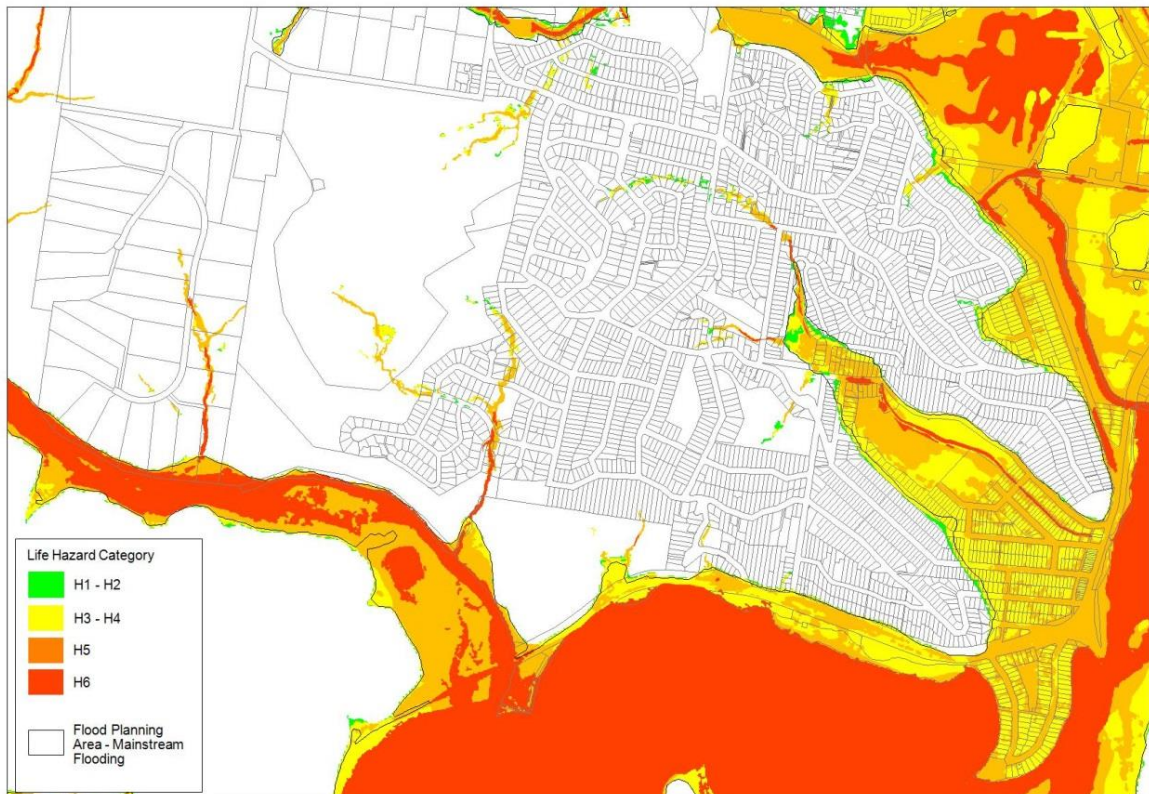 Life Hazard Category
H1 - H2
H3 - H4
H5
H6
Flood Planning
Area - Mainstream
Flooding